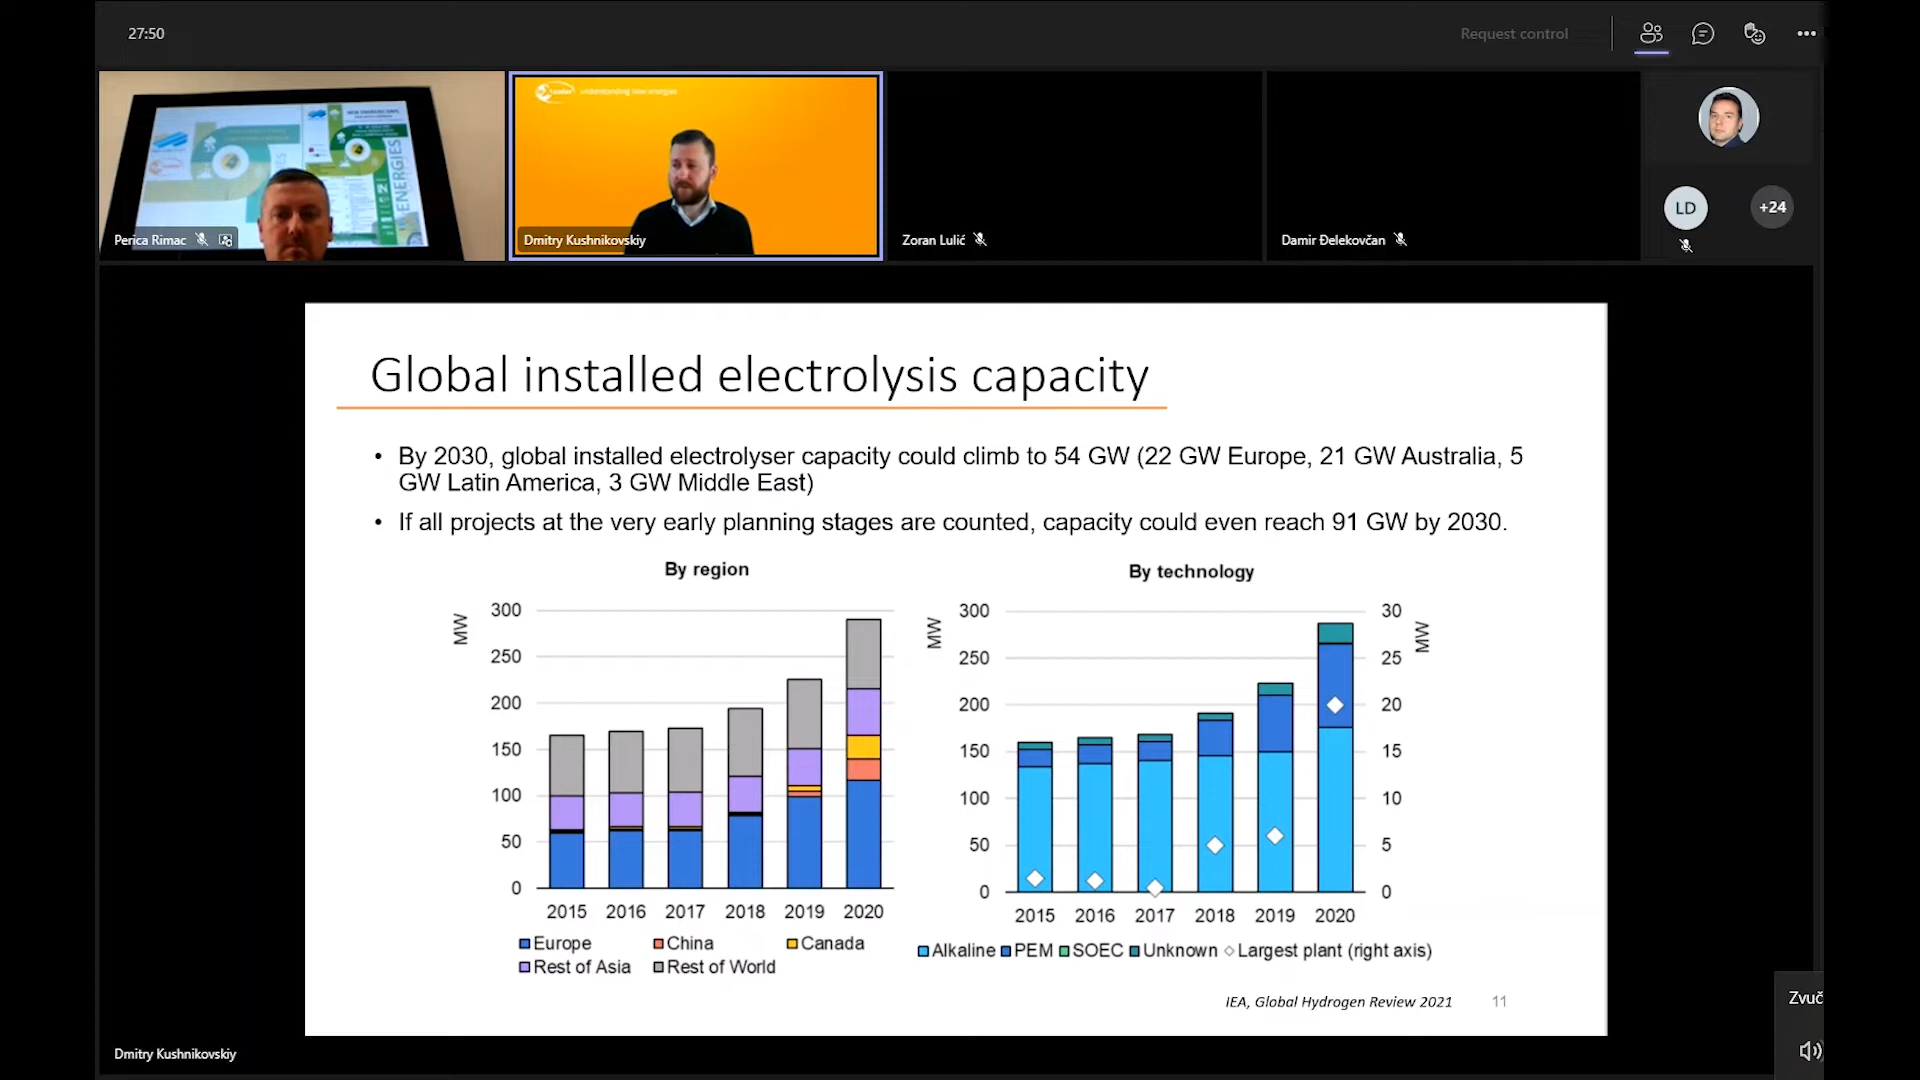 27:50
Request control
understanding new energies
ENERGIES
Perica Rimac
Dmitry Kushnikovskiy
Zoran Lulić
Damir Đelekovčan
LD
+24
Global installed electrolysis capacity
• By 2030, global installed electrolyser capacity could climb to 54 GW (22 GW Europe, 21 GW Australia, 5
GW Latin America, 3 GW Middle East)
• If all projects at the very early planning stages are counted, capacity could even reach 91 GW by 2030.
By region
MW
300
250
200
150
100
50
0
2015 2016 2017 2018 2019 2020
Europe China Canada
Rest of Asia Rest of World
By technology
MW
300
250
200
150
100
50
0
30
25
20
15
10
5
0
MW
2015 2016 2017 2018 2019 2020
Alkaline PEM SOEC Unknown Largest plant (right axis)
IEA, Global Hydrogen Review 2021 11
Zvuč
Dmitry Kushnikovskiy